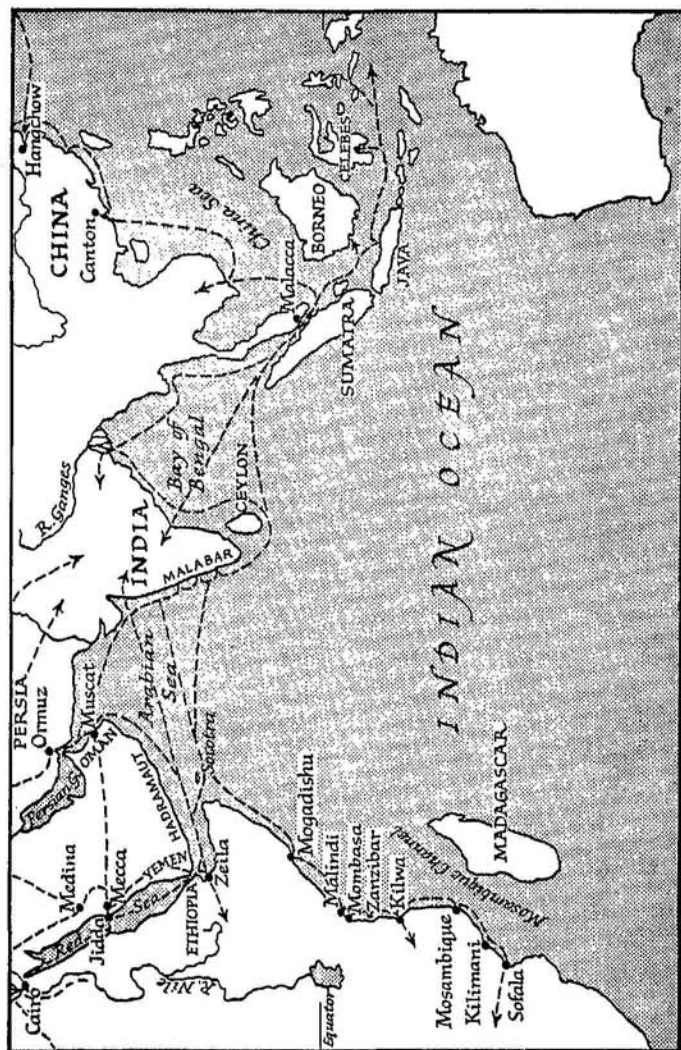 Cairo
PERSIA
Ormuz
Persian G.
Medina
Muscat
OMAN
R. Ganges
Hangchow
CHINA
Canton
Jidda
Mecca
Red Sea
R. Nile
YEMEN
HADRAMAUT
INDIA
MALABAR
Arabian
Sea
Bay of
Bengal
China Sea
ETHIOPIA
Zeila
CEYLON
Malacca
BORNEO
CELEBES
Equator
Mogadishu
SUMATRA
JAVA
Malindi
Mombasa
Zanzibar
Kilwa
INDIAN OCEAN
Mosambique
Kilimani
Sofala
Mosambique Channel
MADAGASCAR